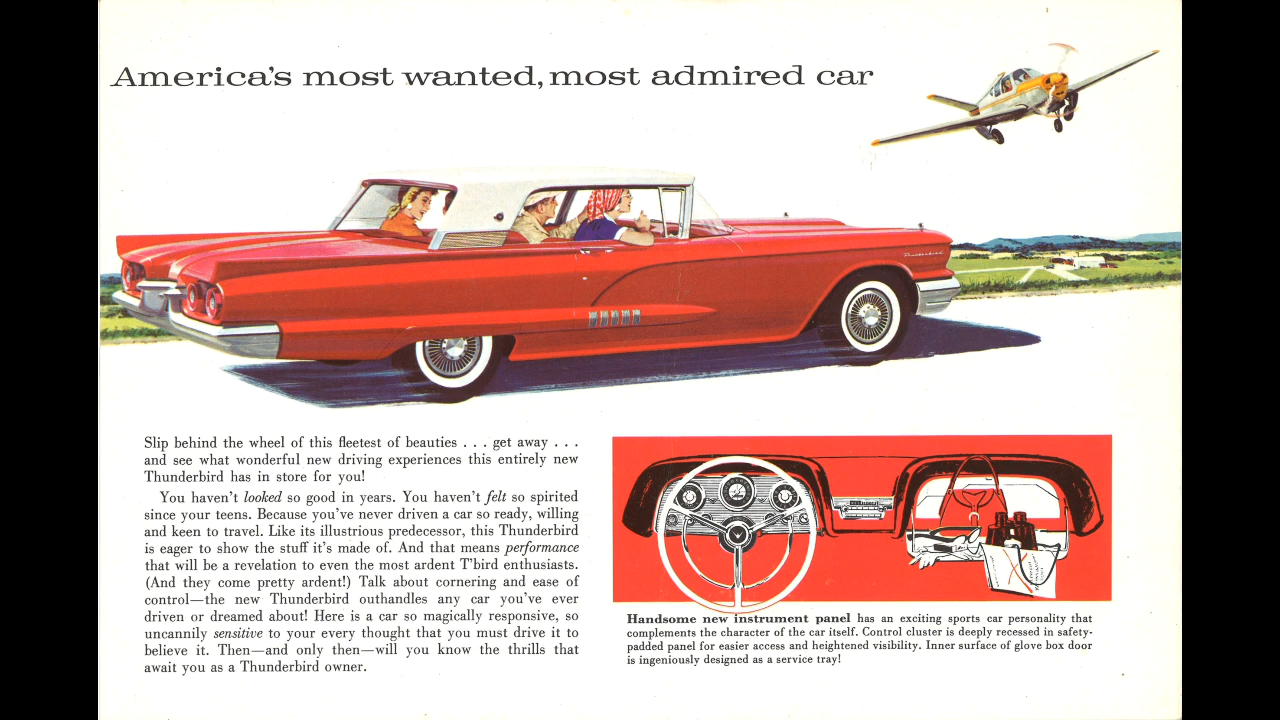 America's most wanted, most admired car
Thunderbird
Slip behind the wheel of this fleetest of beauties . . . get away . . .
and see what wonderful new driving experiences this entirely new
Thunderbird has in store for you!
You haven't looked so good in years. You haven't felt so spirited
since your teens. Because you've never driven a car so ready, willing
and keen to travel. Like its illustrious predecessor, this Thunderbird
is eager to show the stuff it's made of. And that means performance
that will be a revelation to even the most ardent T'bird enthusiasts.
(And they come pretty ardent!) Talk about cornering and ease of
control—the new Thunderbird outhandles any car you've ever
driven or dreamed about! Here is a car so magically responsive, so
uncannily sensitive to your every thought that you must drive it to
believe it. Then—and only then—will you know the thrills that
await you as a Thunderbird owner.
Handsome new instrument panel has an exciting sports car personality that
complements the character of the car itself. Control cluster is deeply recessed in safety-
padded panel for easier access and heightened visibility. Inner surface of glove box door
is ingeniously designed as a service tray!